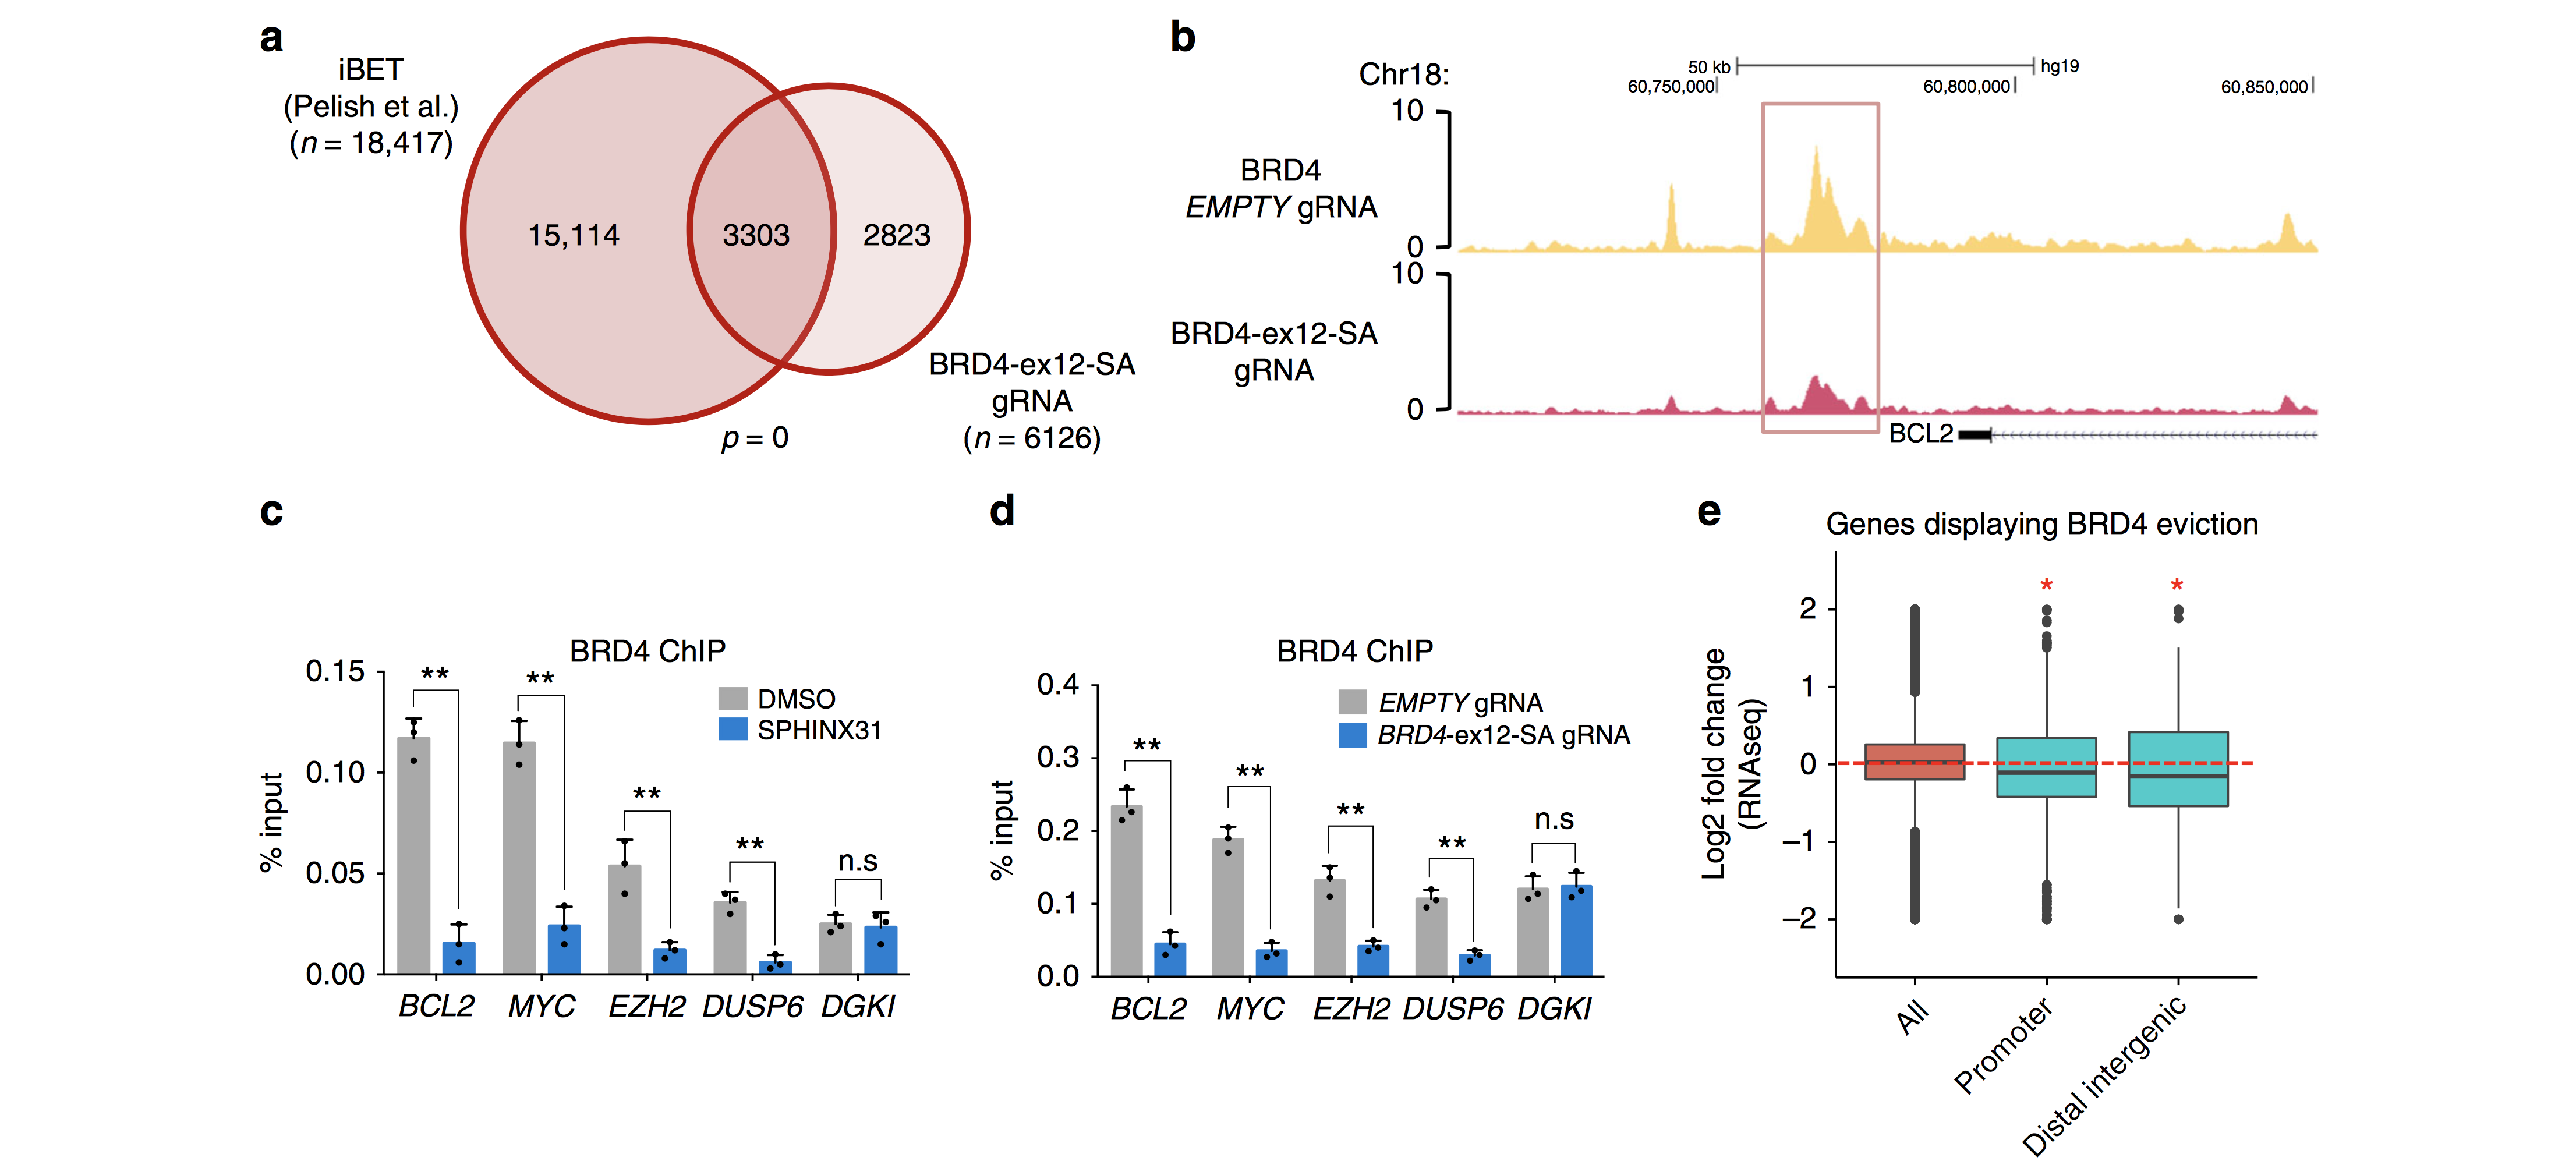 a
iBET
(Pelish et al.)
(n = 18,417)
15,114
3303
2823
BRD4-ex12-SA
gRNA
(n = 6126)
p = 0
b
Chr18:
50 kb
hg19
60,750,000
60,800,000
60,850,000
10
BRD4
EMPTY gRNA
0
10
BRD4-ex12-SA
gRNA
0
BCL2
c
BRD4 ChIP
% input
0.15
0.10
0.05
0.00
**
**
**
**
n.s
DMSO
SPHINX31
BCL2
MYC
EZH2
DUSP6
DGKI
d
BRD4 ChIP
% input
0.4
0.3
0.2
0.1
0.0
**
**
**
**
n.s
EMPTY gRNA
BRD4-ex12-SA gRNA
BCL2
MYC
EZH2
DUSP6
DGKI
e
Genes displaying BRD4 eviction
Log2 fold change
(RNAseq)
2
1
0
−1
−2
*
*
All
Promoter
Distal intergenic